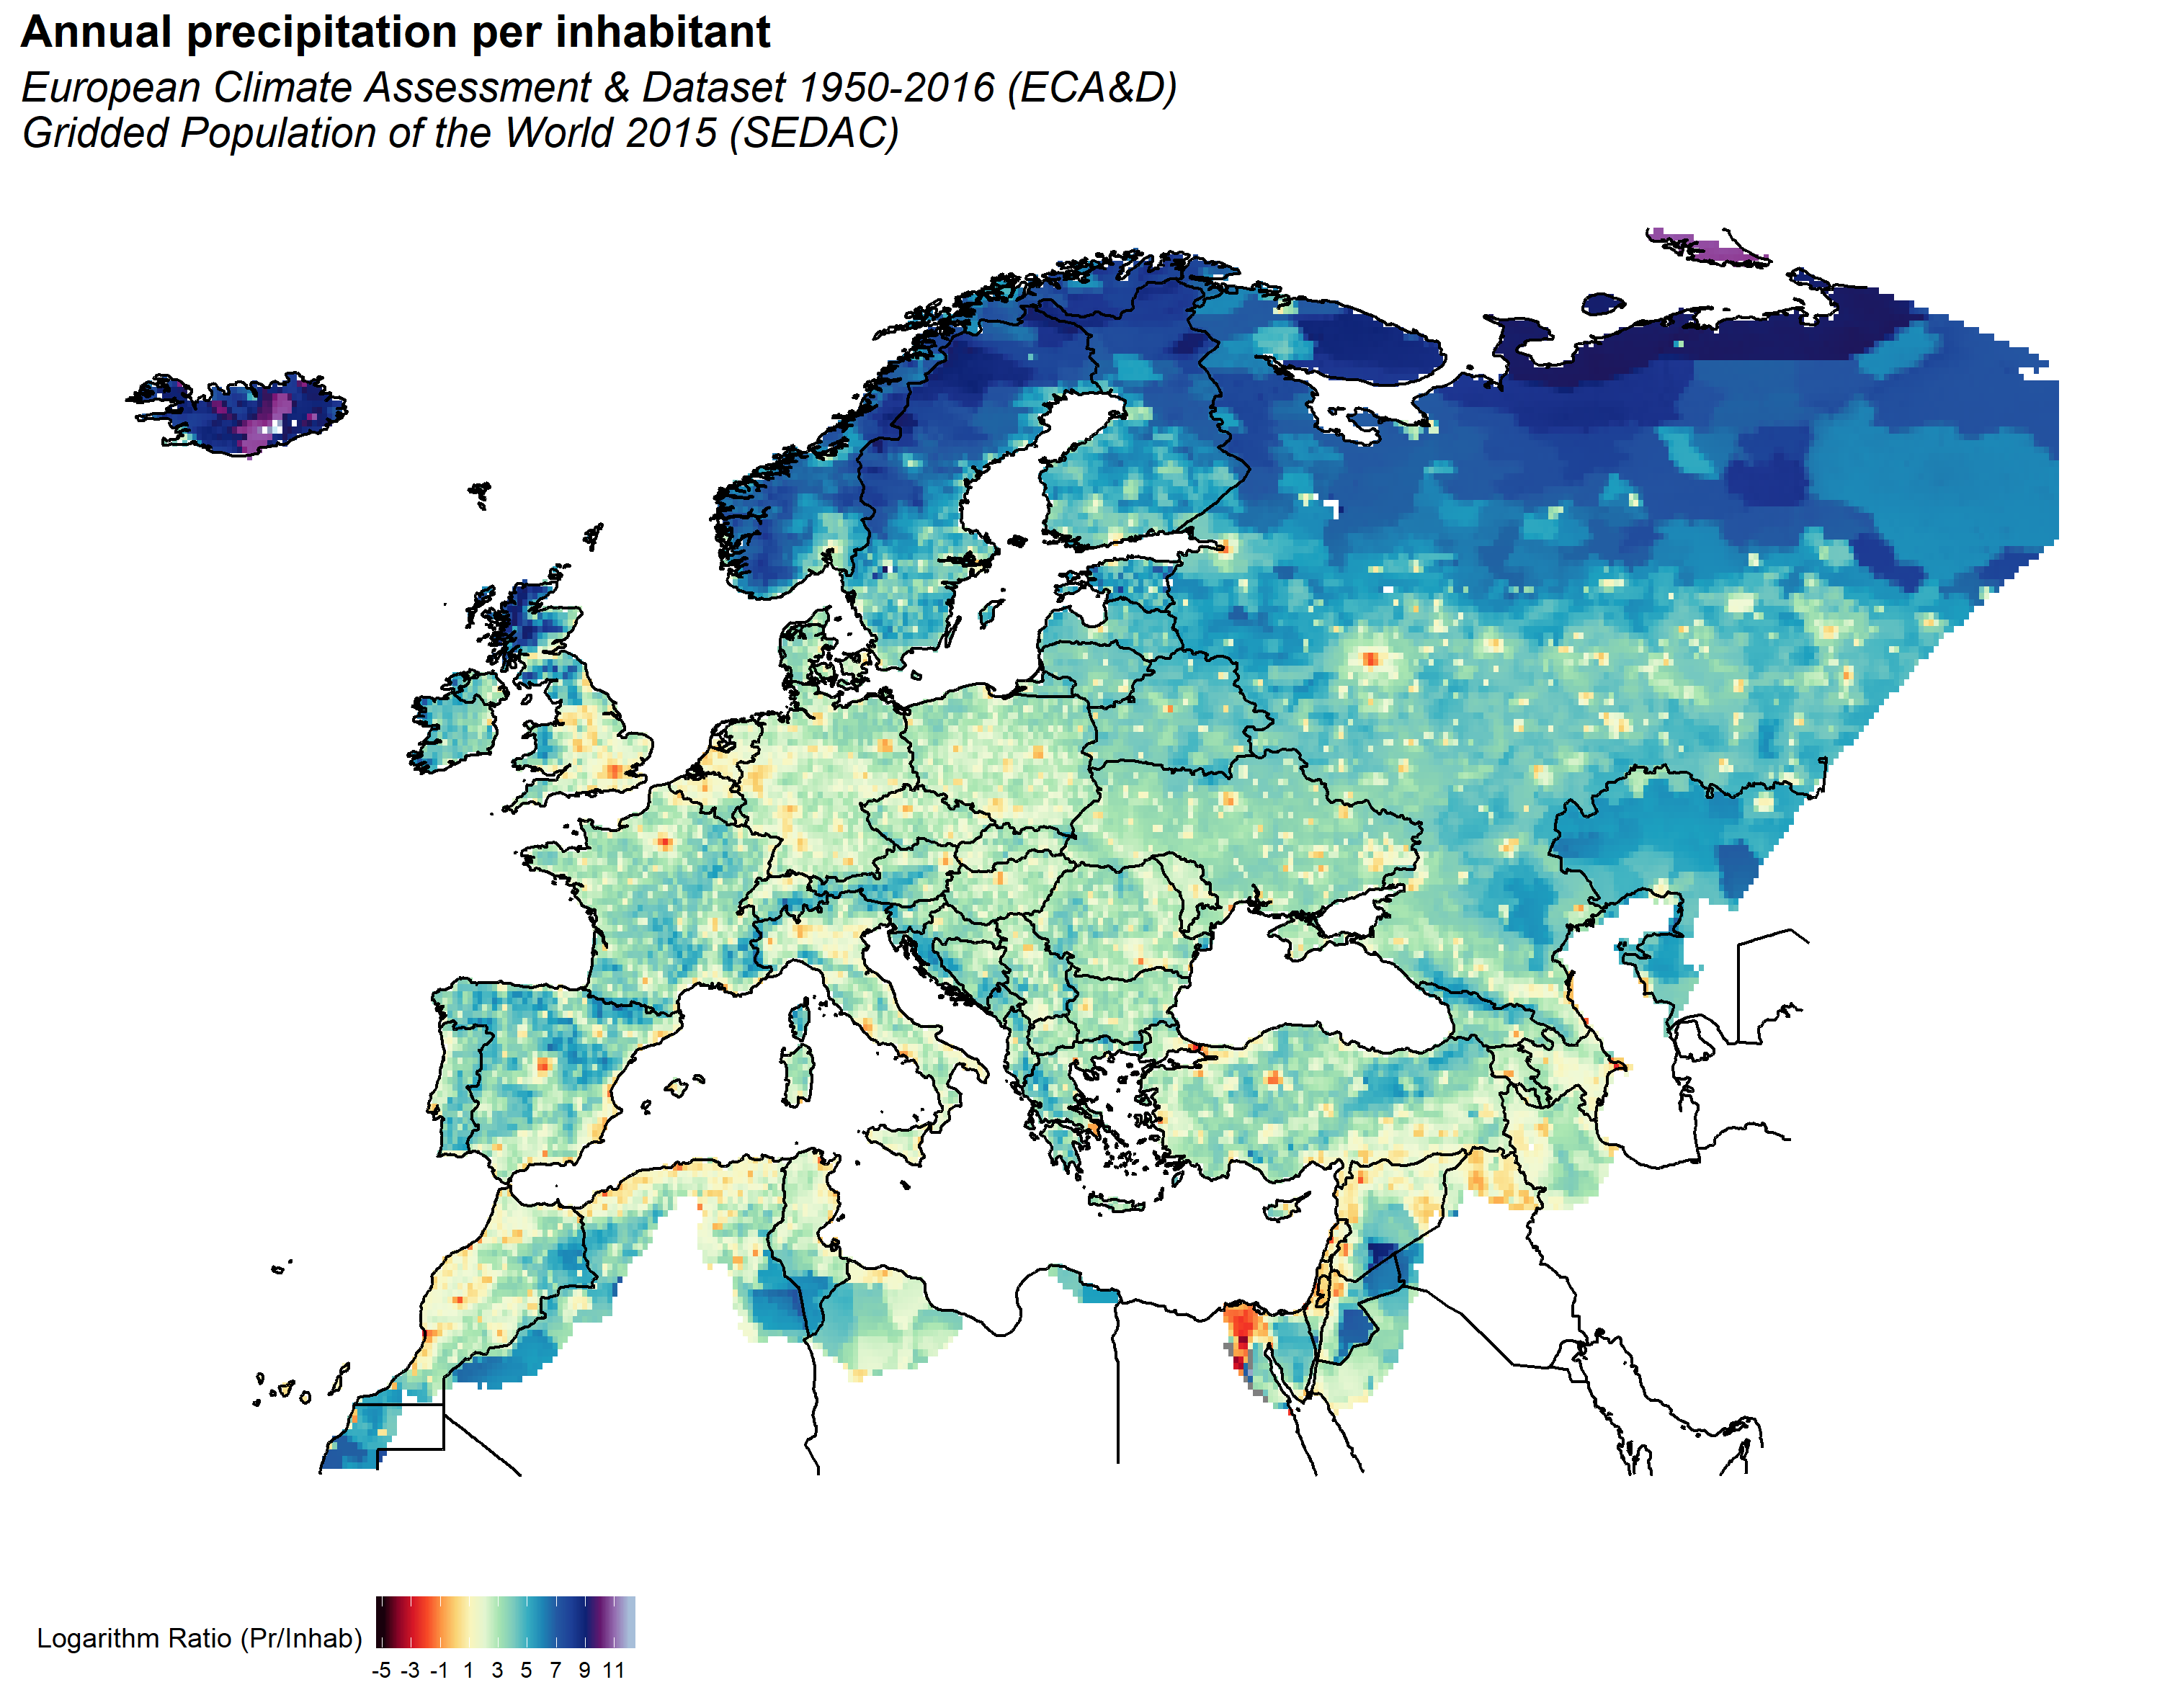 Annual precipitation per inhabitant
European Climate Assessment & Dataset 1950-2016 (ECA&D)
Gridded Population of the World 2015 (SEDAC)
Logarithm Ratio (Pr/Inhab)
-5 -3 -1 1 3 5 7 9 11